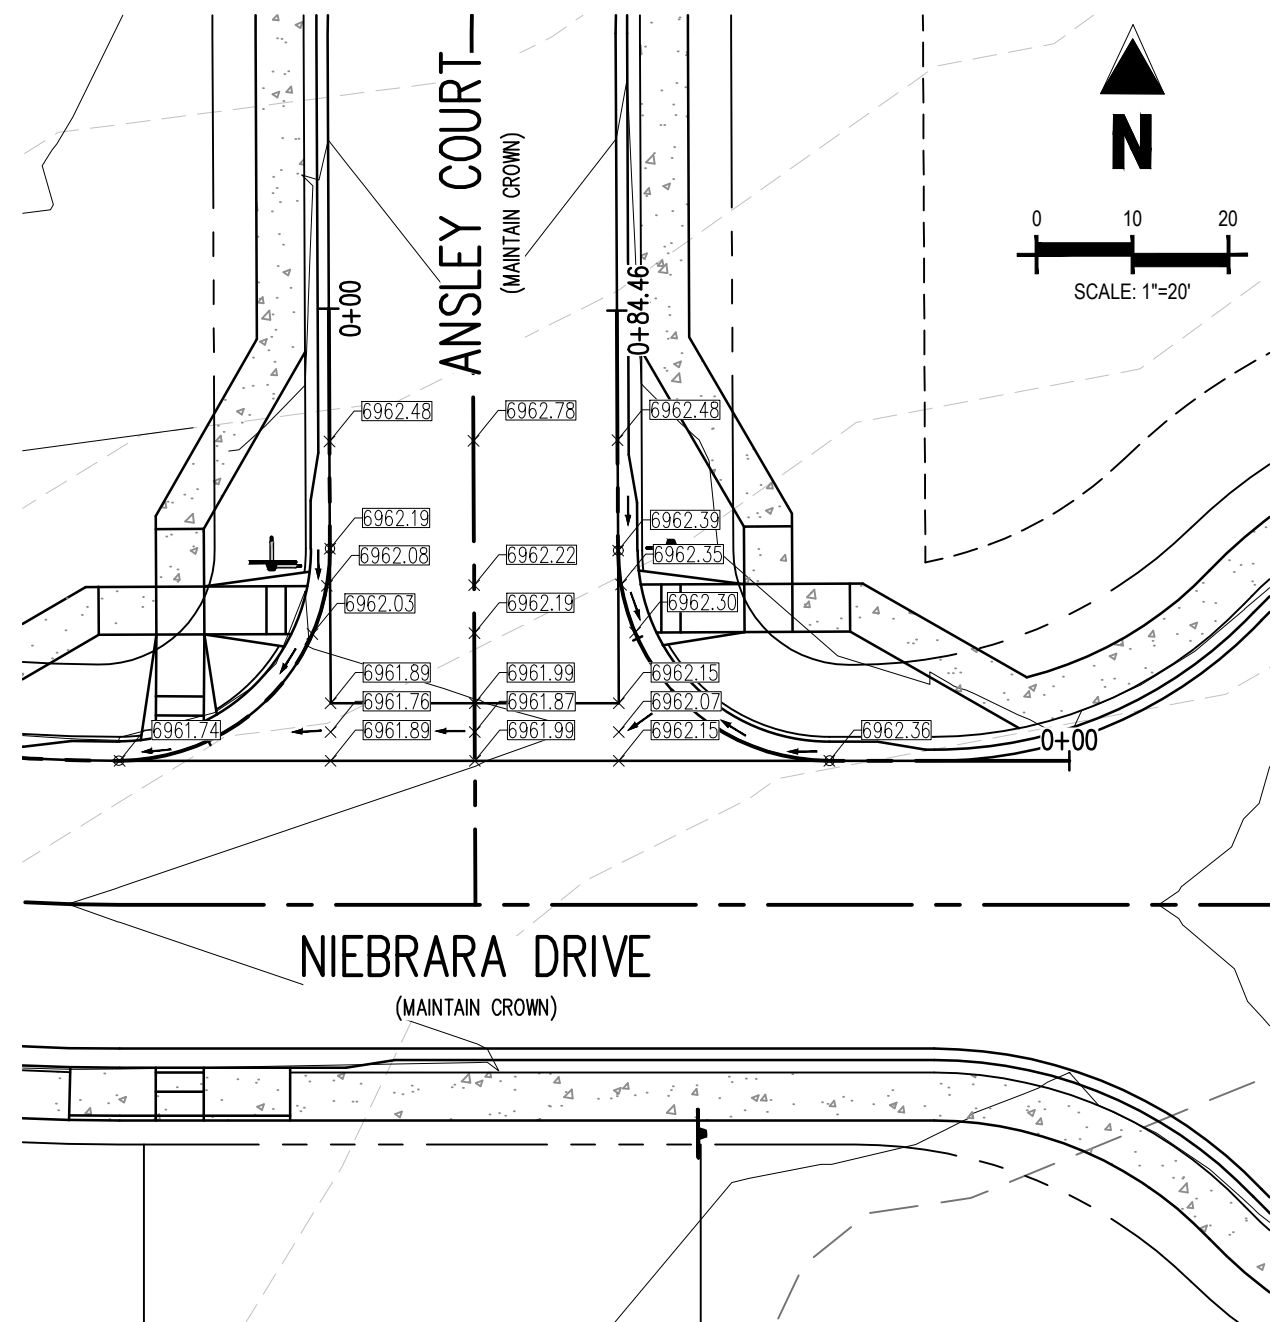 ANSLEY COURT
(MAINTAIN CROWN)
N
0 10 20
SCALE: 1"=20'
0+00
0+84.46
6962.48 6962.78 6962.48
6962.19 6962.39
6962.08 6962.22 6962.35
6962.03 6962.19 6962.30
6961.89 6961.99 6962.15
6961.76 6961.87 6962.07
6961.74 6961.89 6961.99 6962.15 6962.36
0+00
NIEBRARA DRIVE
(MAINTAIN CROWN)